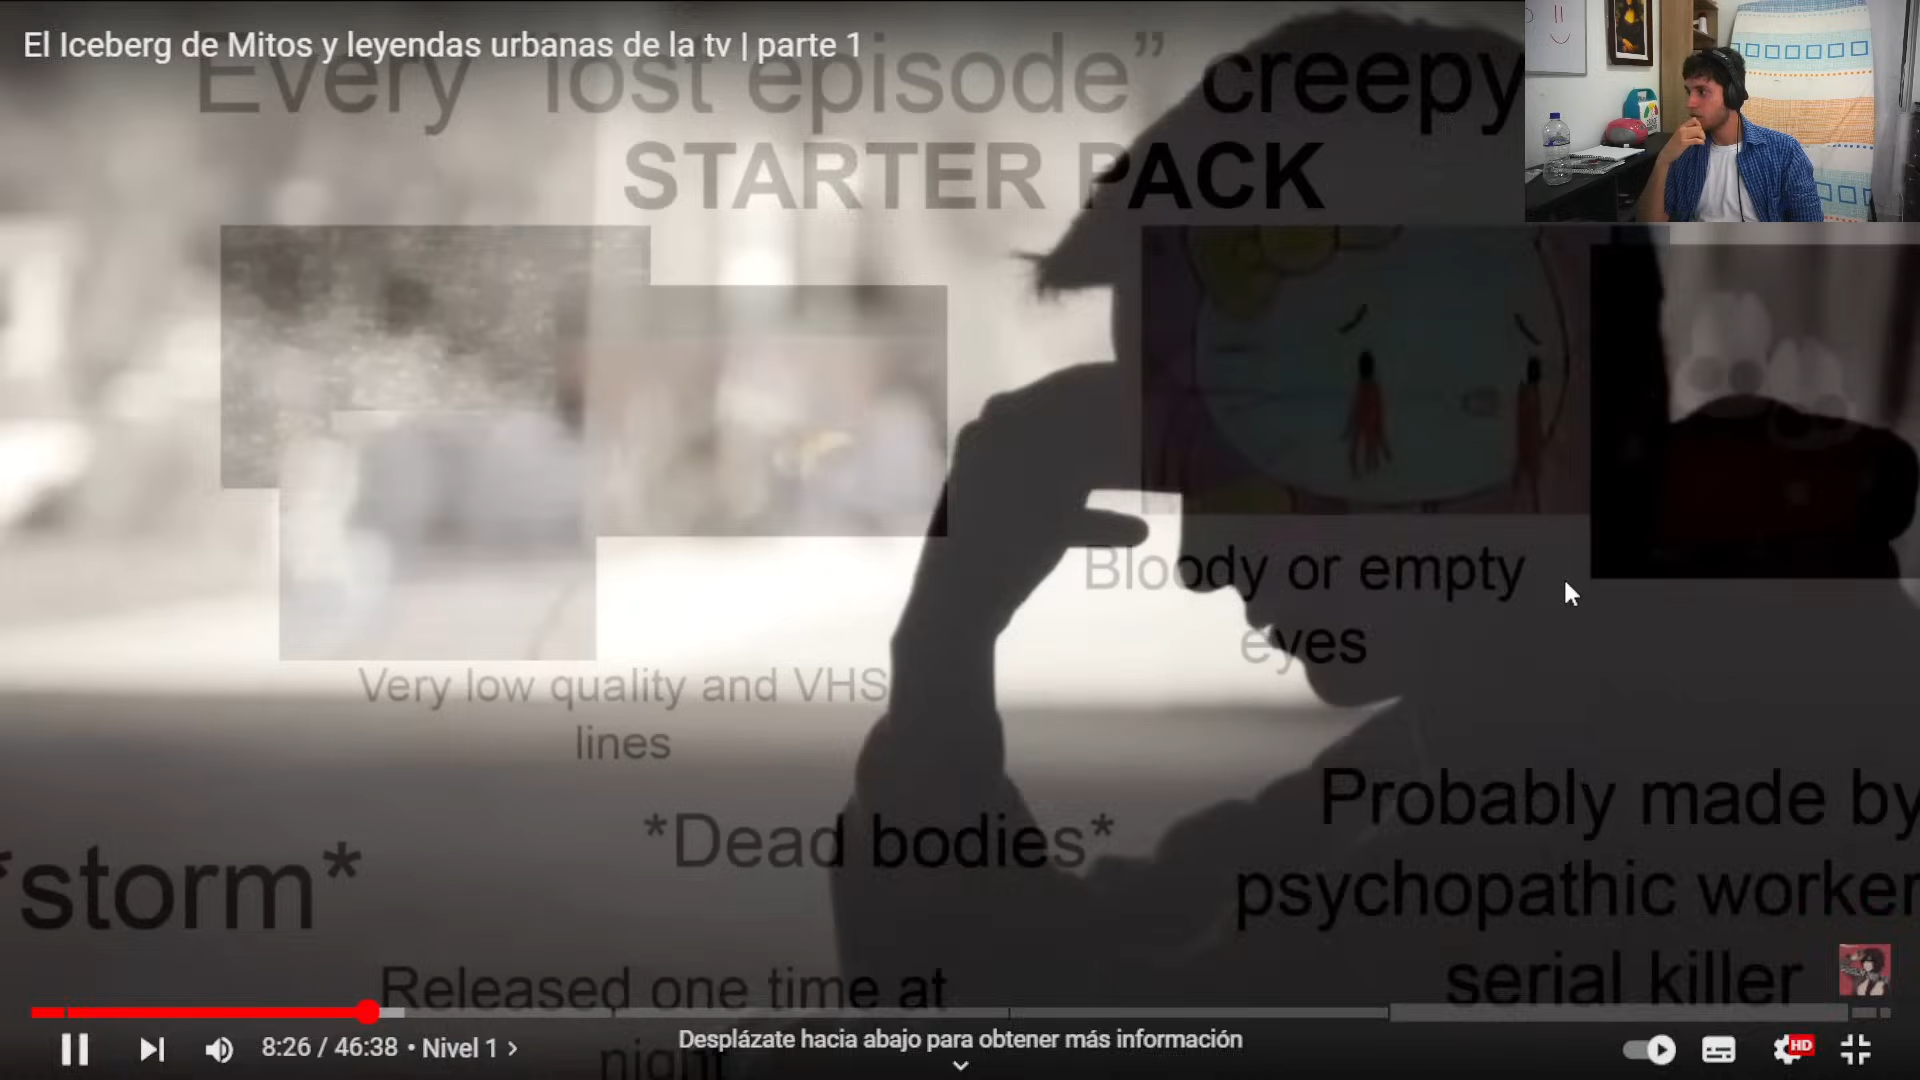 El Iceberg de Mitos y leyendas urbanas de la tv | parte 1
Every "lost episode" creepy
STARTER PACK
Bloody or empty
eyes
Very low quality and VHS
lines
*Dead bodies*
*storm*
Probably made by
psychopathic worker
serial killer
Released one time at
night
8:26 / 46:38 • Nivel 1 >
Desplázate hacia abajo para obtener más información
HD